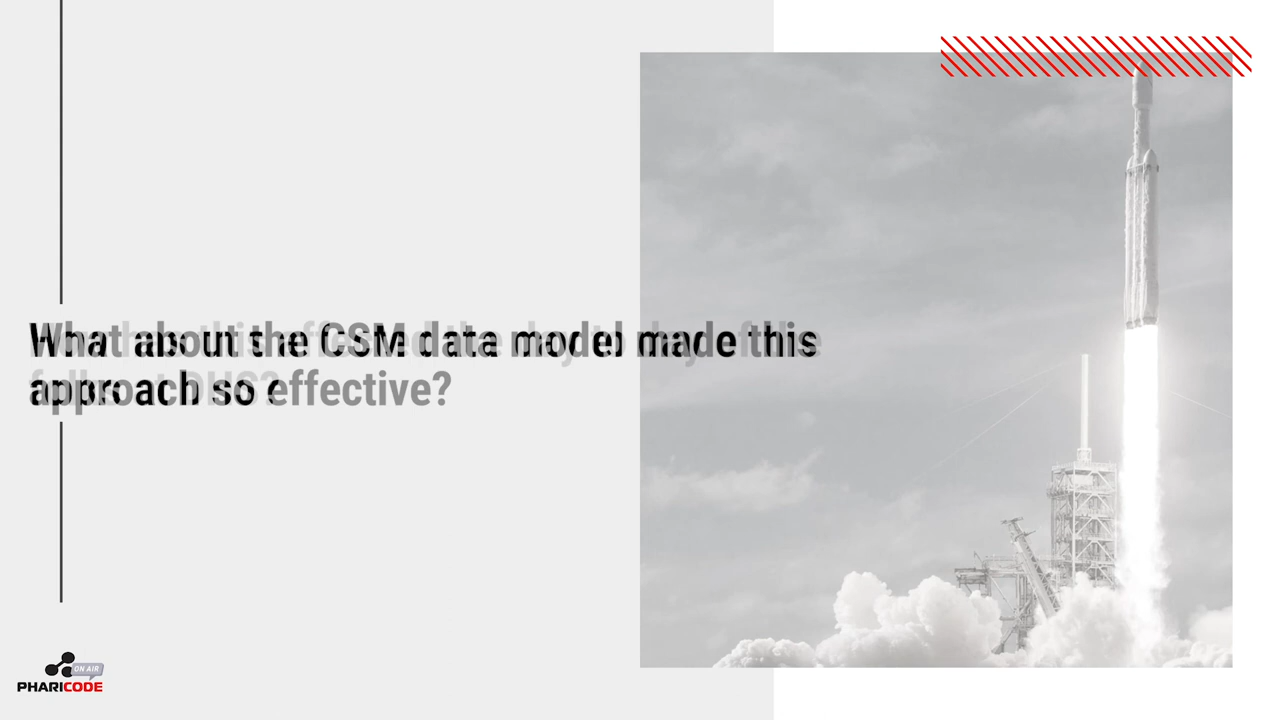 What about the CSM data model made this
approach so effective?
ON AIR
PHARICODE